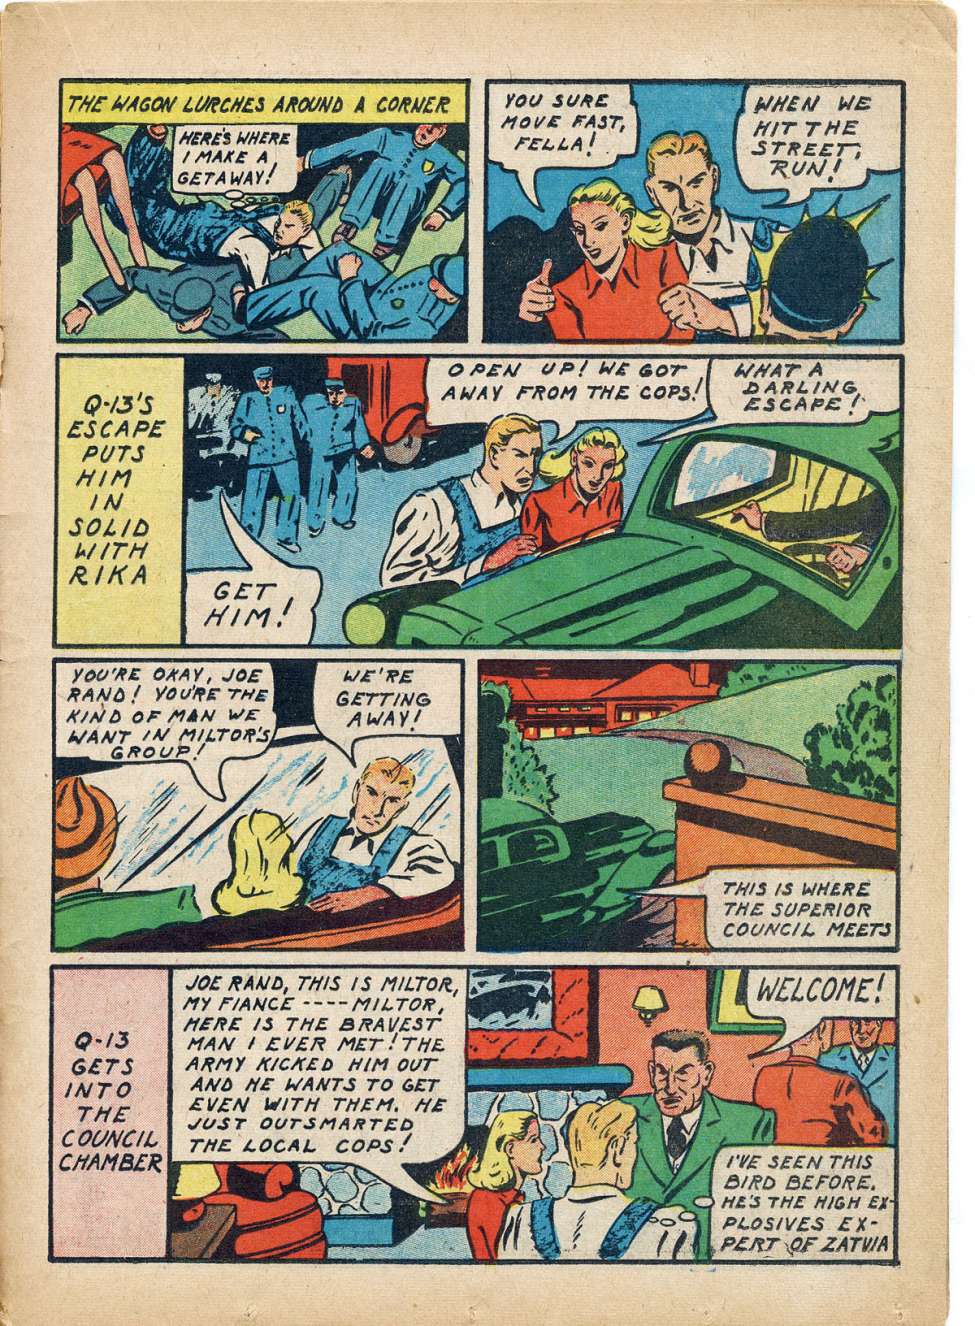 THE WAGON LURCHES AROUND A CORNER
HERE'S WHERE
I MAKE A
GETAWAY!
YOU SURE
MOVE FAST,
FELLA!
WHEN WE
HIT THE
STREET,
RUN!
Q-13'S
ESCAPE
PUTS
HIM
IN
SOLID
WITH
RIKA
GET
HIM!
OPEN UP! WE GOT
AWAY FROM THE COPS!
WHAT A
DARLING
ESCAPE!
YOU'RE OKAY, JOE
RAND! YOU'RE THE
KIND OF MAN WE
WANT IN MILTOR'S
GROUP!
WE'RE
GETTING
AWAY!
THIS IS WHERE
THE SUPERIOR
COUNCIL MEETS
Q-13
GETS
INTO
THE
COUNCIL
CHAMBER
JOE RAND, THIS IS MILTOR,
MY FIANCE ---- MILTOR,
HERE IS THE BRAVEST
MAN I EVER MET! THE
ARMY KICKED HIM OUT
AND HE WANTS TO GET
EVEN WITH THEM. HE
JUST OUTSMARTED
THE LOCAL COPS!
WELCOME!
I'VE SEEN THIS
BIRD BEFORE.
HE'S THE HIGH EX-
PLOSIVES EX-
PERT OF ZATVIA